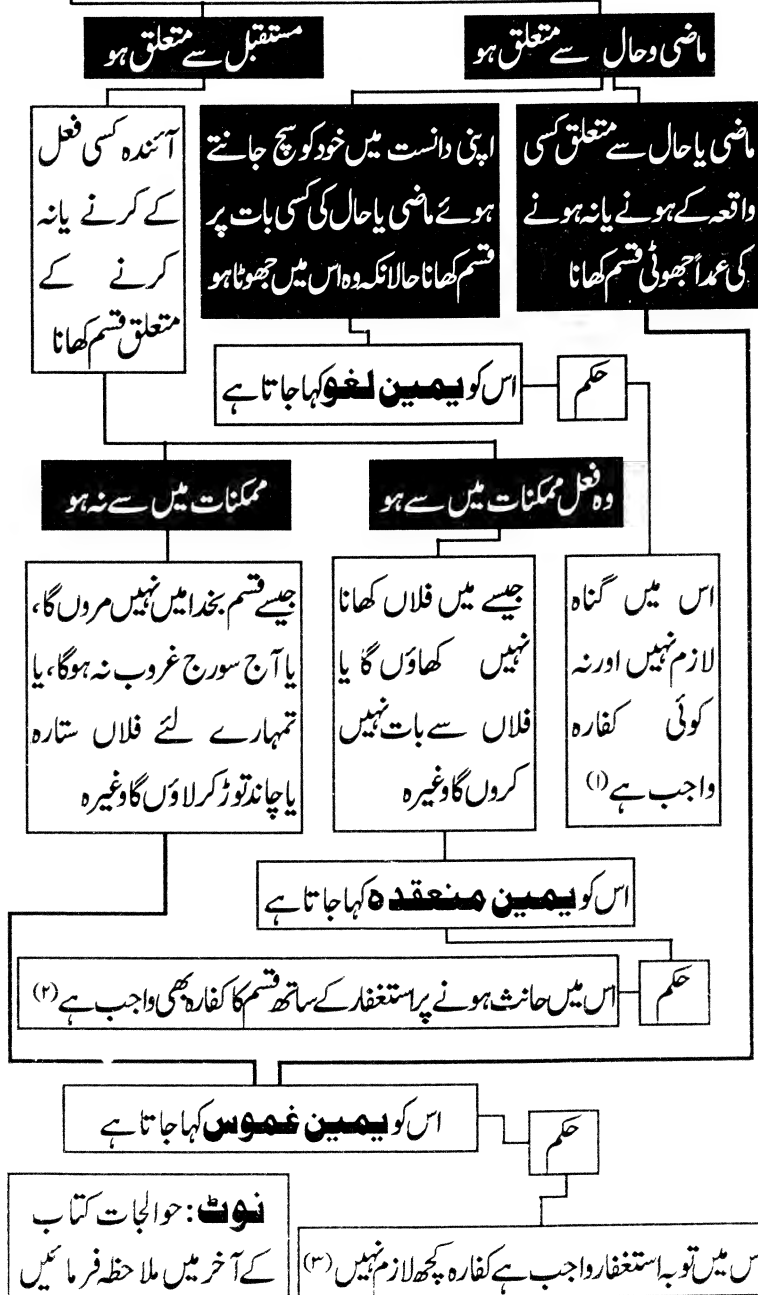 ماضی وحال سے متعلق ہو
مستقبل سے متعلق ہو
ماضی یا حال سے متعلق کسی
واقعہ کے ہونے یا نہ ہونے
کی عمداً جھوٹی قسم کھانا
اپنی دانست میں خود کو سچ جانتے
ہوئے ماضی یا حال کی کسی بات پر
قسم کھانا حالانکہ وہ اس میں جھوٹا ہو
آئندہ کسی فعل
کے کرنے یا نہ
کرنے کے
متعلق قسم کھانا
حکم
اس کو یمین لغو کہا جاتا ہے
وہ فعل ممکنات میں سے ہو
ممکنات میں سے نہ ہو
اس میں گناہ
لازم نہیں اور نہ
کوئی کفارہ
واجب ہے (۱)
جیسے میں فلاں کھانا
نہیں کھاؤں گا یا
فلاں سے بات نہیں
کروں گا وغیرہ
جیسے قسم بخدا میں نہیں مروں گا،
یا آج سورج غروب نہ ہوگا، یا
تمہارے لئے فلاں ستارہ
یا چاند توڑ کر لاؤں گا وغیرہ
اس کو یمین منعقدہ کہا جاتا ہے
حکم
اس میں حانث ہونے پر استغفار کے ساتھ قسم کا کفارہ بھی واجب ہے (۲)
اس کو یمین غموس کہا جاتا ہے
حکم
س میں توبہ استغفار واجب ہے کفارہ کچھ لازم نہیں (۳)
نوٹ: حوالجات کتاب
کے آخر میں ملاحظہ فرمائیں